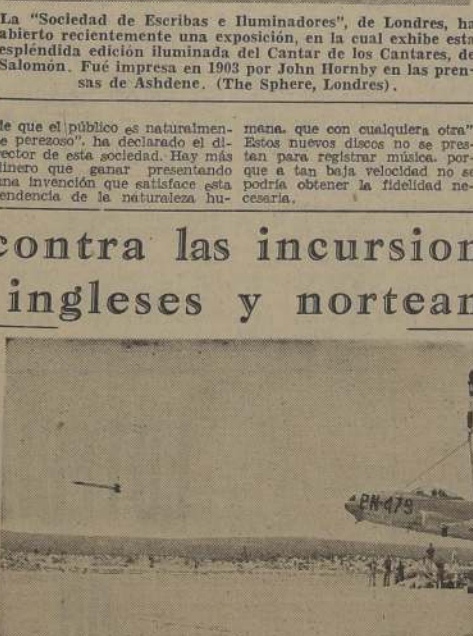 La "Sociedad de Escribas e Iluminadores", de Londres, ha
abierto recientemente una exposición, en la cual exhibe esta
espléndida edición iluminada del Cantar de los Cantares, de
Salomón. Fué impresa en 1903 por John Hornby en las pren-
sas de Ashdene. (The Sphere, Londres).
de que el público es naturalmen-
e perezoso". ha declarado el di-
rector de esta sociedad. Hay más
dinero que ganar presentando
una invención que satisface esta
tendencia de la naturaleza hu-
mana, que con cualquiera otra"
Estos nuevos discos no se pres-
tan para registrar música, por-
que a tan baja velocidad no se
podría obtener la fidelidad ne-
cesaria.
contra las incursion
ingleses y nortean
PN-479